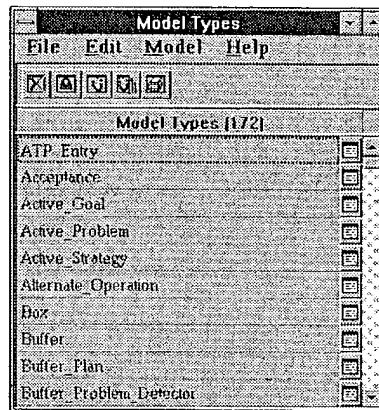 Model Types
File Edit Model Help
Model Types (172)
ATP_Entry
Acceptance
Active_Goal
Active_Problem
Active_Strategy
Alternate_Operation
Box
Buffer
Buffer_Plan
Buffer_Problem_Detector